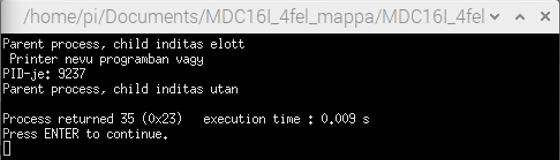 /home/pi/Documents/MDC16I_4fel_mappa/MDC16I_4fel
Parent process, child inditas elott
Printer nevu programban vagy
PID-je: 9237
Parent process, child inditas utan
Process returned 35 (0x23)   execution time : 0.009 s
Press ENTER to continue.